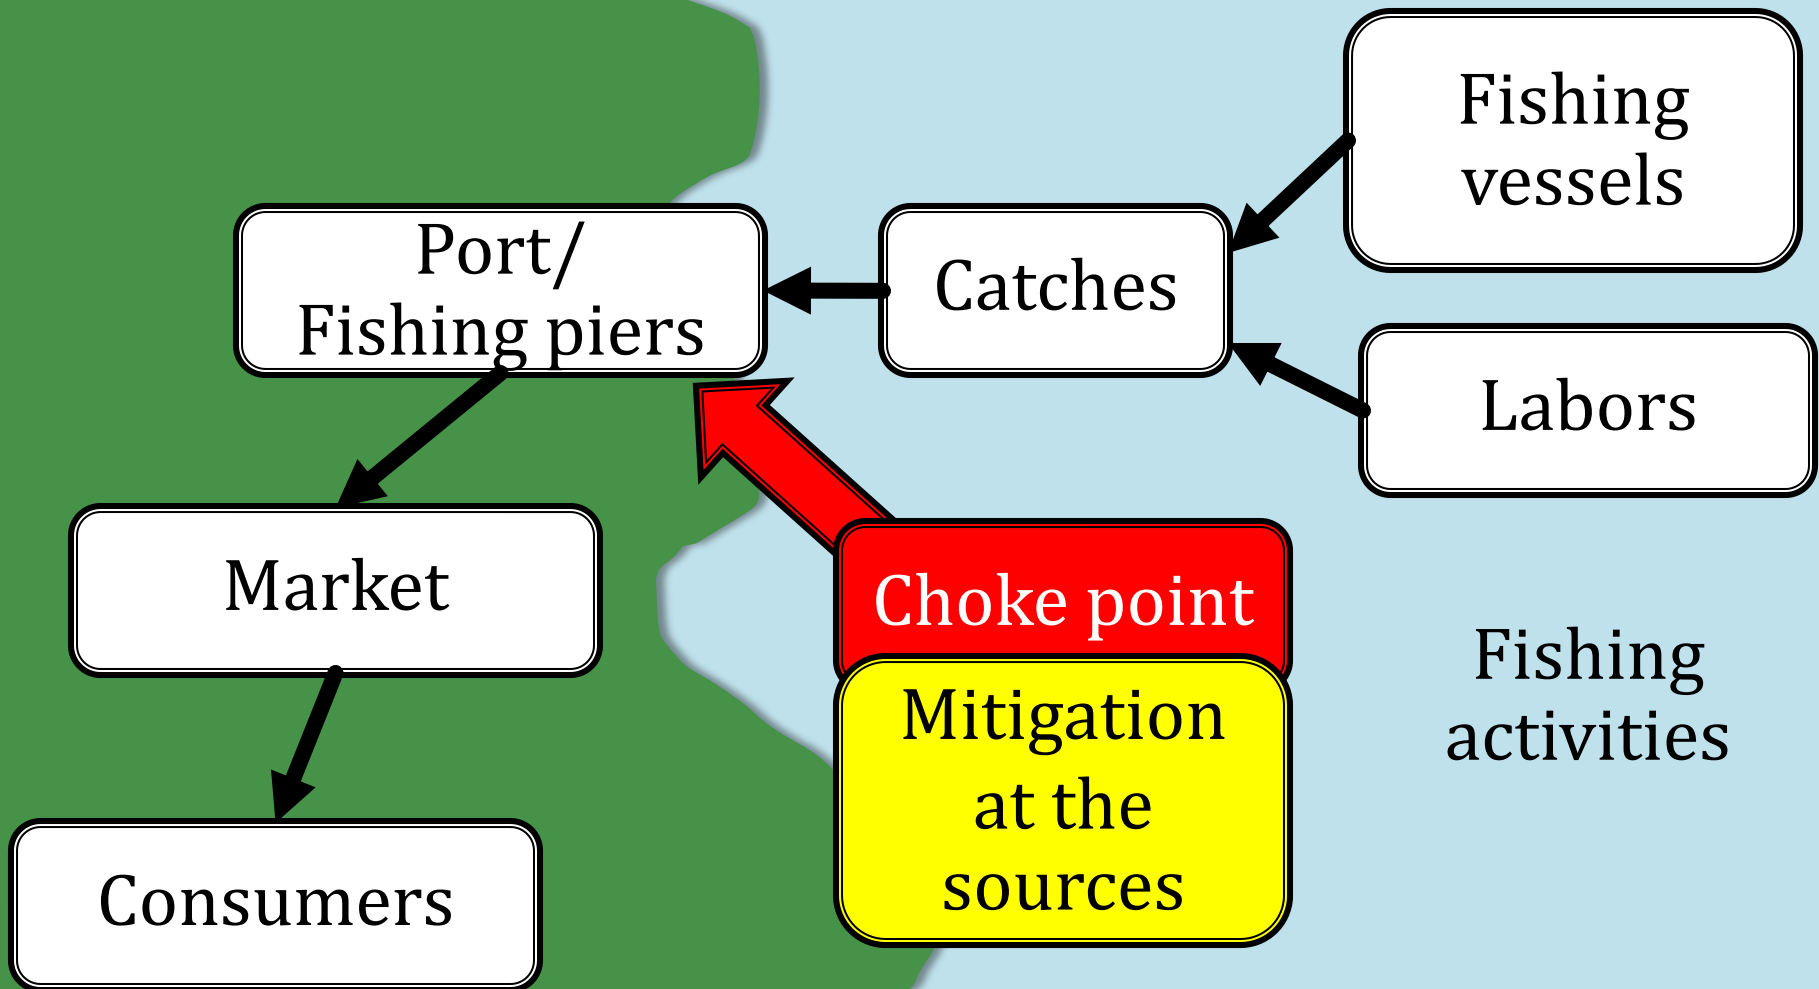 Fishing
vessels
Port/
Fishing piers
Catches
Labors
Market
Choke point
Mitigation
at the
sources
Fishing
activities
Consumers